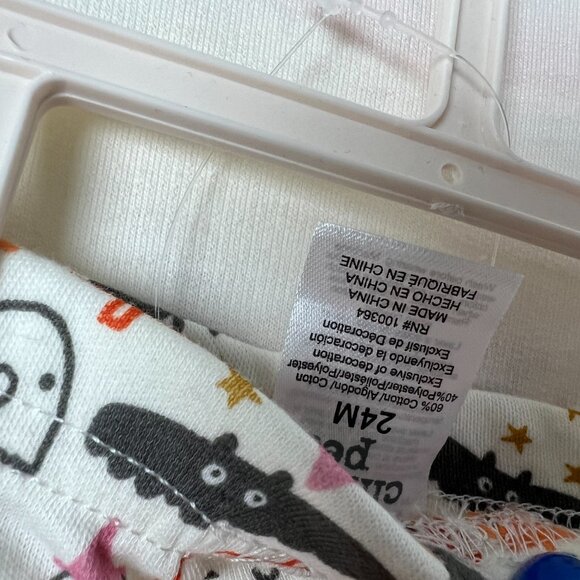 24M
60% Cotton/Algodón/Cotton
40%Polyester/Poliéster/Polyester
Exclusive of decoration
Excluyendo la decoración
Exclusif de Décoration
RN# 100364
MADE IN CHINA
HECHO EN CHINA
FABRIQUÉ EN CHINE